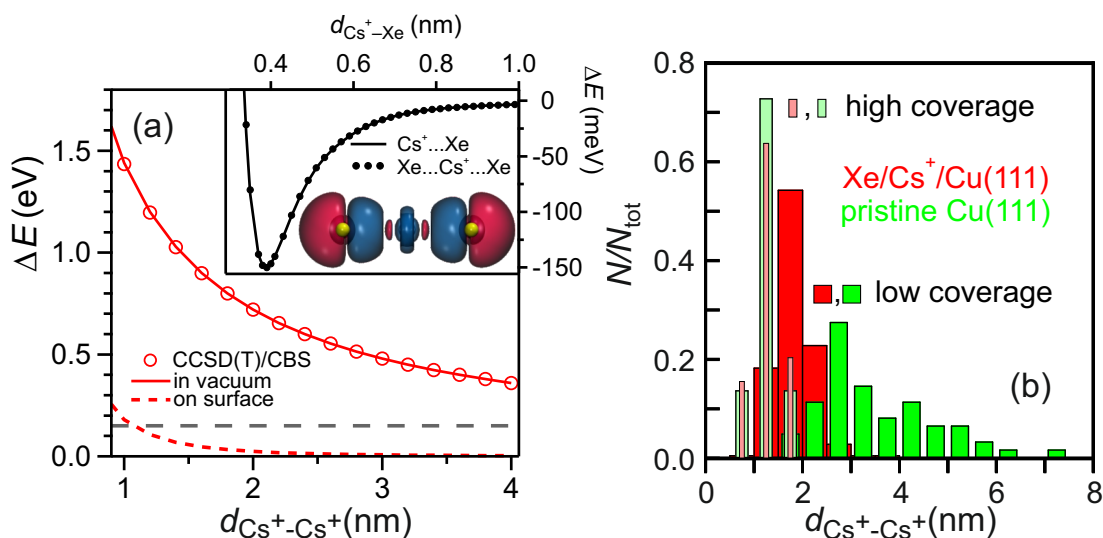 (a)
d_Cs⁺–Xe (nm)
0.4 0.6 0.8 1.0
ΔE (meV)
0
-50
-100
-150
Cs⁺...Xe
Xe...Cs⁺...Xe
ΔE (eV)
1.5
1.0
0.5
0.0
CCSD(T)/CBS
in vacuum
on surface
1 2 3 4
d_Cs⁺-Cs⁺(nm)
(b)
N/N_tot
0.8
0.6
0.4
0.2
0.0
, high coverage
Xe/Cs⁺/Cu(111)
pristine Cu(111)
, low coverage
0 2 4 6 8
d_Cs⁺-Cs⁺(nm)